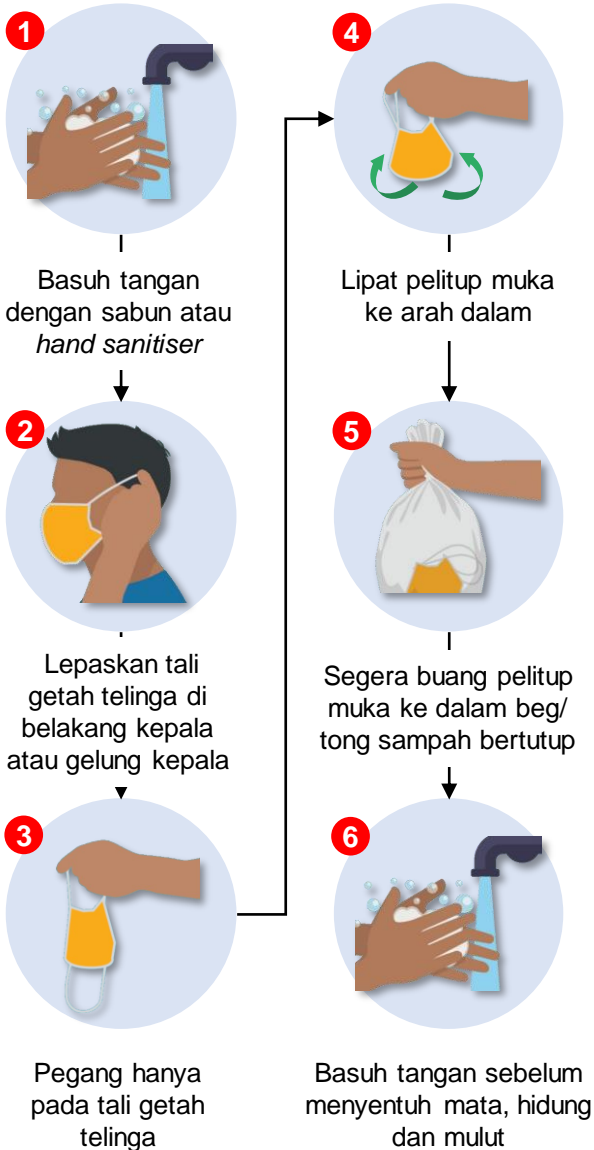 1
Basuh tangan
dengan sabun atau
hand sanitiser
2
Lepaskan tali
getah telinga di
belakang kepala
atau gelung kepala
3
Pegang hanya
pada tali getah
telinga
4
Lipat pelitup muka
ke arah dalam
5
Segera buang pelitup
muka ke dalam beg/
tong sampah bertutup
6
Basuh tangan sebelum
menyentuh mata, hidung
dan mulut